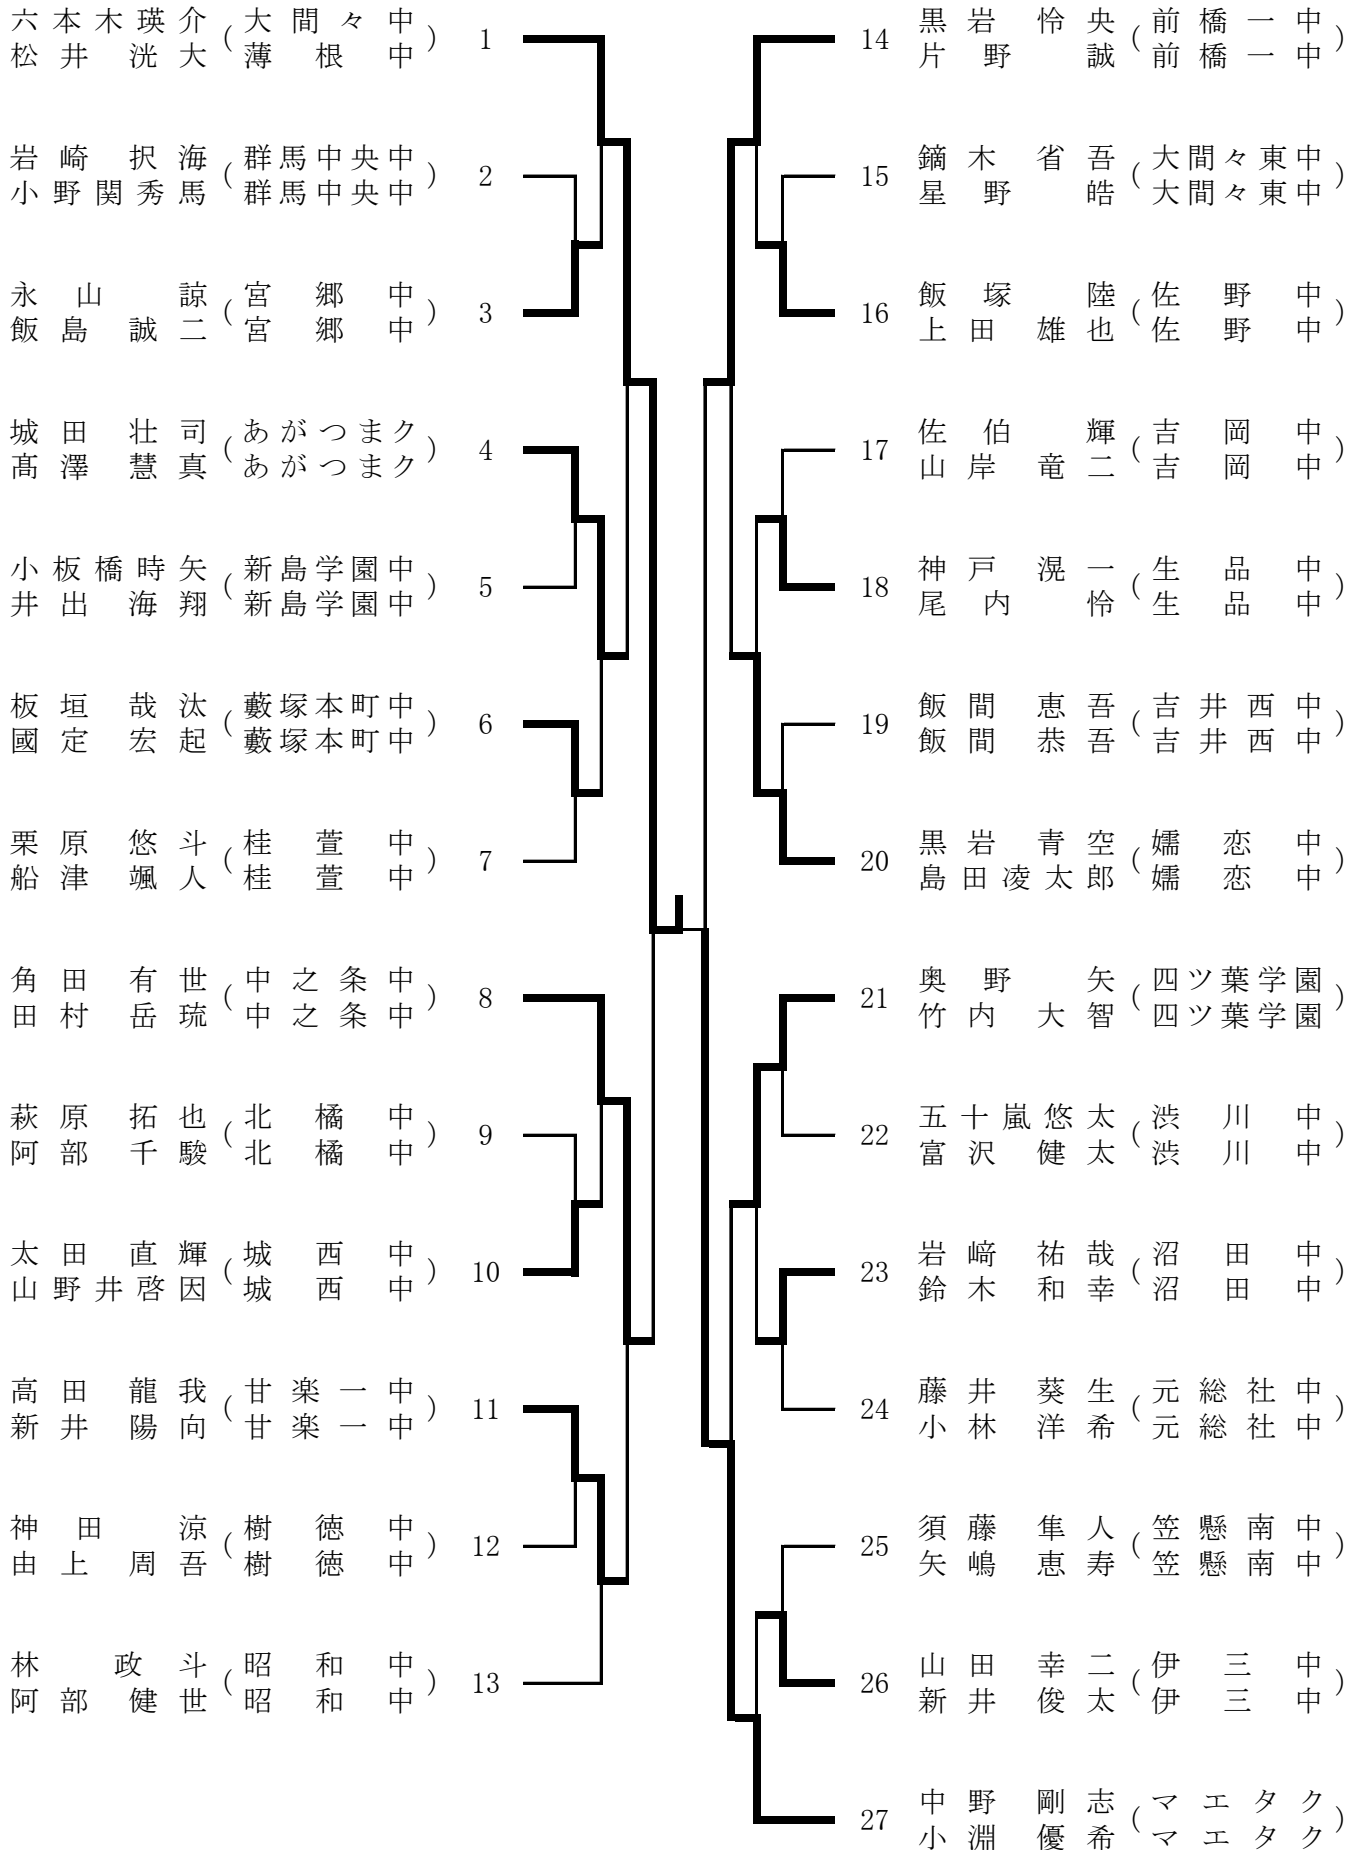 六本木瑛介(大間々中) 1
松井洸大(薄根中)
岩崎択海(群馬中央中) 2
小野関秀馬(群馬中央中)
永山諒(宮郷中) 3
飯島誠二(宮郷中)
城田壮司(あがつまク) 4
髙澤慧真(あがつまク)
小板橋時矢(新島学園中) 5
井出海翔(新島学園中)
板垣哉汰(藪塚本町中) 6
國定宏起(藪塚本町中)
栗原悠斗(桂萱中) 7
船津颯人(桂萱中)
角田有世(中之条中) 8
田村岳琉(中之条中)
萩原拓也(北橘中) 9
阿部千駿(北橘中)
太田直輝(城西中) 10
山野井啓因(城西中)
高田龍我(甘楽一中) 11
新井陽向(甘楽一中)
神田涼(樹徳中) 12
由上周吾(樹徳中)
林政斗(昭和中) 13
阿部健世(昭和中)
14 黒岩怜央(前橋一中)
片野誠(前橋一中)
15 鏑木省吾(大間々東中)
星野皓(大間々東中)
16 飯塚陸(佐野中)
上田雄也(佐野中)
17 佐伯輝(吉岡中)
山岸竜二(吉岡中)
18 神戸滉一(生品中)
尾内怜(生品中)
19 飯間恵吾(吉井西中)
飯間恭吾(吉井西中)
20 黒岩青空(嬬恋中)
島田凌太郎(嬬恋中)
21 奥野矢(四ツ葉学園)
竹内大智(四ツ葉学園)
22 五十嵐悠太(渋川中)
富沢健太(渋川中)
23 岩﨑祐哉(沼田中)
鈴木和幸(沼田中)
24 藤井葵生(元総社中)
小林洋希(元総社中)
25 須藤隼人(笠懸南中)
矢嶋恵寿(笠懸南中)
26 山田幸二(伊三中)
新井俊太(伊三中)
27 中野剛志(マエタク)
小淵優希(マエタク)